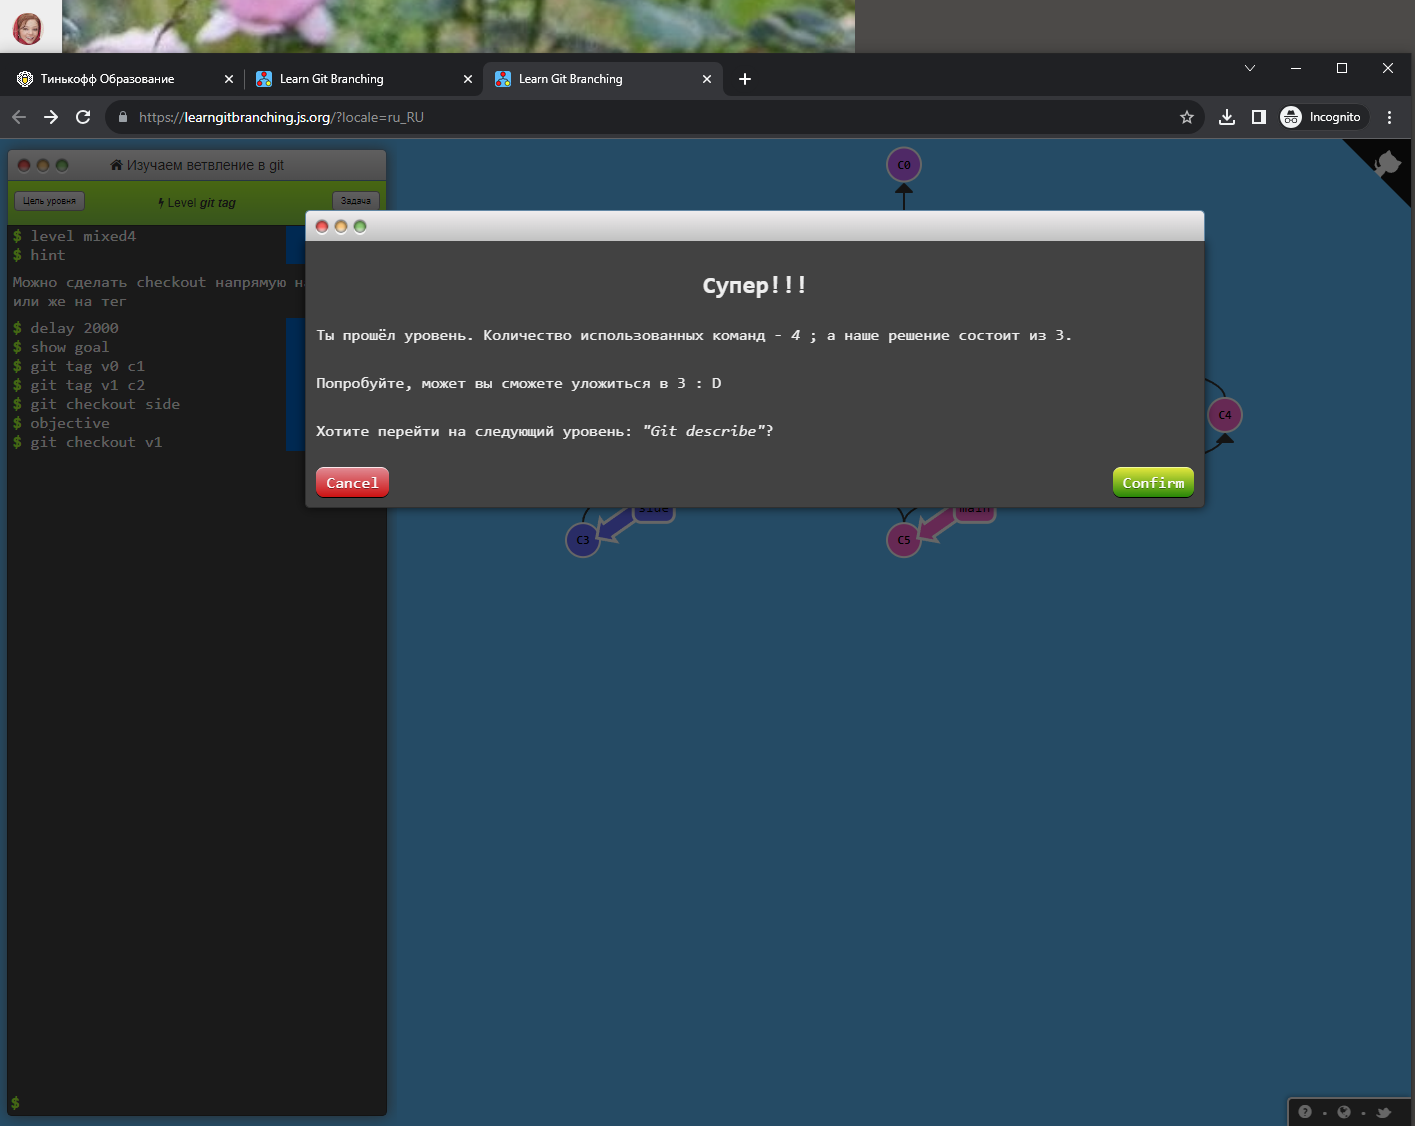 Тинькофф Образование
Learn Git Branching
Learn Git Branching
https://learngitbranching.js.org/?locale=ru_RU
Incognito
Изучаем ветвление в git
Цель уровня
Level git tag
Задача
$ level mixed4
$ hint
Можно сделать checkout напрямую
или же на тег
$ delay 2000
$ show goal
$ git tag v0 c1
$ git tag v1 c2
$ git checkout side
$ objective
$ git checkout v1
$
C0
Супер!!!
Ты прошёл уровень. Количество использованных команд - 4 ; а наше решение состоит из 3.
Попробуйте, может вы сможете уложиться в 3 : D
Хотите перейти на следующий уровень: "Git describe"?
Cancel
Confirm
C4
side
main
C3
C5